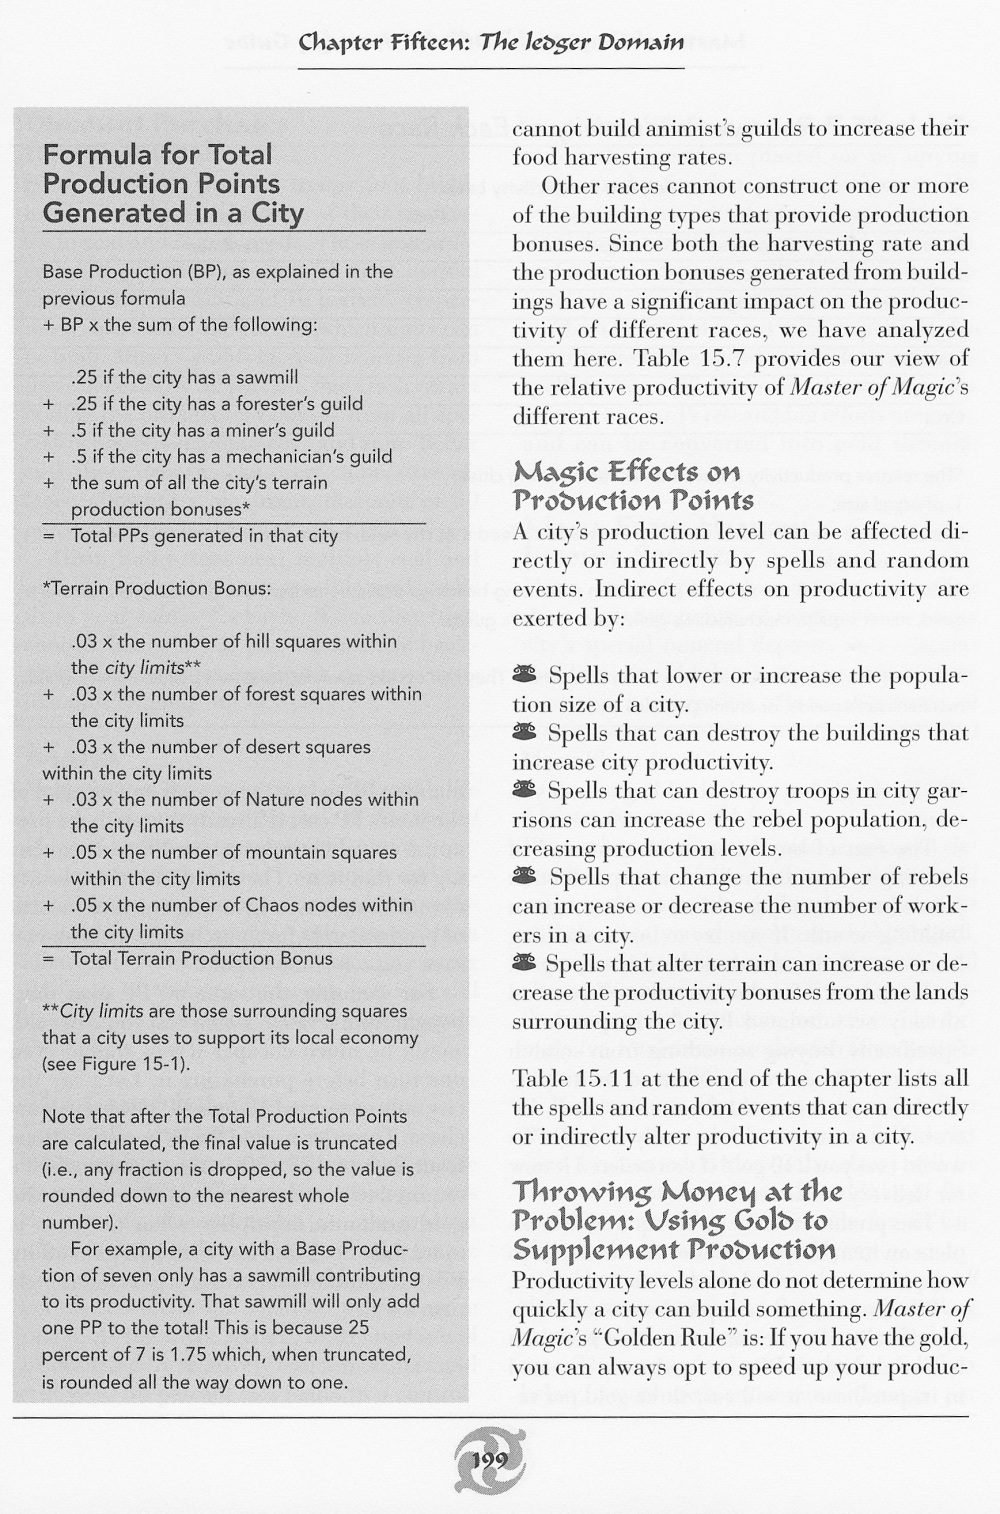 Chapter Fifteen: The ledger Domain
Formula for Total
Production Points
Generated in a City
Base Production (BP), as explained in the
previous formula
+ BP x the sum of the following:
.25 if the city has a sawmill
+ .25 if the city has a forester's guild
+ .5 if the city has a miner's guild
+ .5 if the city has a mechanician's guild
+ the sum of all the city's terrain
production bonuses*
= Total PPs generated in that city
*Terrain Production Bonus:
.03 x the number of hill squares within
the city limits**
+ .03 x the number of forest squares within
the city limits
+ .03 x the number of desert squares
within the city limits
+ .03 x the number of Nature nodes within
the city limits
+ .05 x the number of mountain squares
within the city limits
+ .05 x the number of Chaos nodes within
the city limits
= Total Terrain Production Bonus
**City limits are those surrounding squares
that a city uses to support its local economy
(see Figure 15-1).
Note that after the Total Production Points
are calculated, the final value is truncated
(i.e., any fraction is dropped, so the value is
rounded down to the nearest whole
number).
For example, a city with a Base Produc-
tion of seven only has a sawmill contributing
to its productivity. That sawmill will only add
one PP to the total! This is because 25
percent of 7 is 1.75 which, when truncated,
is rounded all the way down to one.
cannot build animist's guilds to increase their
food harvesting rates.
Other races cannot construct one or more
of the building types that provide production
bonuses. Since both the harvesting rate and
the production bonuses generated from build-
ings have a significant impact on the produc-
tivity of different races, we have analyzed
them here. Table 15.7 provides our view of
the relative productivity of Master of Magic's
different races.
Magic Effects on
Production Points
A city's production level can be affected di-
rectly or indirectly by spells and random
events. Indirect effects on productivity are
exerted by:
Spells that lower or increase the popula-
tion size of a city.
Spells that can destroy the buildings that
increase city productivity.
Spells that can destroy troops in city gar-
risons can increase the rebel population, de-
creasing production levels.
Spells that change the number of rebels
can increase or decrease the number of work-
ers in a city.
Spells that alter terrain can increase or de-
crease the productivity bonuses from the lands
surrounding the city.
Table 15.11 at the end of the chapter lists all
the spells and random events that can directly
or indirectly alter productivity in a city.
Throwing Money at the
Problem: Using Gold to
Supplement Production
Productivity levels alone do not determine how
quickly a city can build something. Master of
Magic's "Golden Rule" is: If you have the gold,
you can always opt to speed up your produc-
199